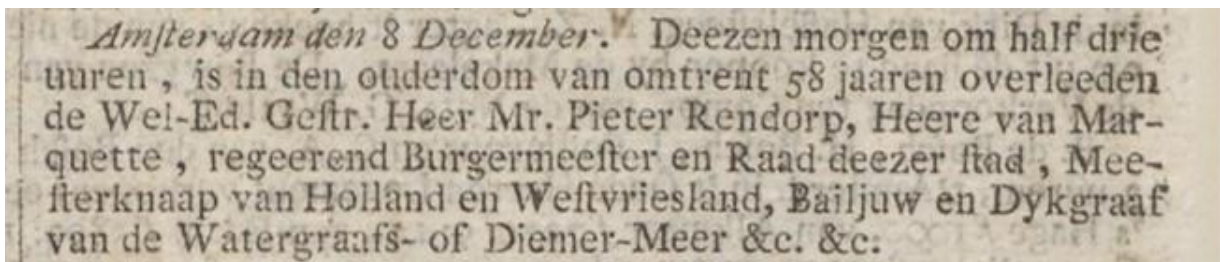 Amſterdam den 8 December. Deezen morgen om half drie
uuren, is in den ouderdom van omtrent 58 jaaren overleeden
de Wel-Ed. Geſtr. Heer Mr. Pieter Rendorp, Heere van Mar-
quette, regeerend Burgermeeſter en Raad deezer ſtad, Mee-
ſterknaap van Holland en Weſtvriesland, Bailjuw en Dykgraaf
van de Watergraafs- of Diemer-Meer &c. &c.